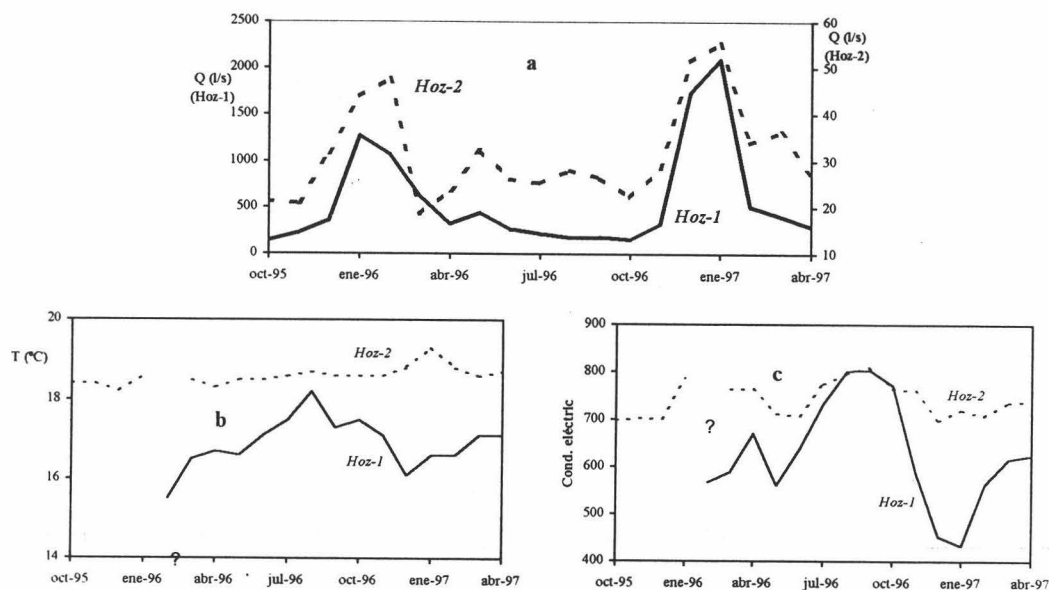 2500
2000
1500
1000
500
0
Q (l/s)
(Hoz-1)
a
Hoz-2
Hoz-1
60
50
40
30
20
10
Q (l/s)
(Hoz-2)
oct-95 ene-96 abr-96 jul-96 oct-96 ene-97 abr-97
20
18
16
14
T (ºC)
Hoz-2
b
Hoz-1
?
oct-95 ene-96 abr-96 jul-96 oct-96 ene-97 abr-97
900
800
700
600
500
400
Cond. eléctric
c
?
Hoz-2
Hoz-1
oct-95 ene-96 abr-96 jul-96 oct-96 ene-97 abr-97